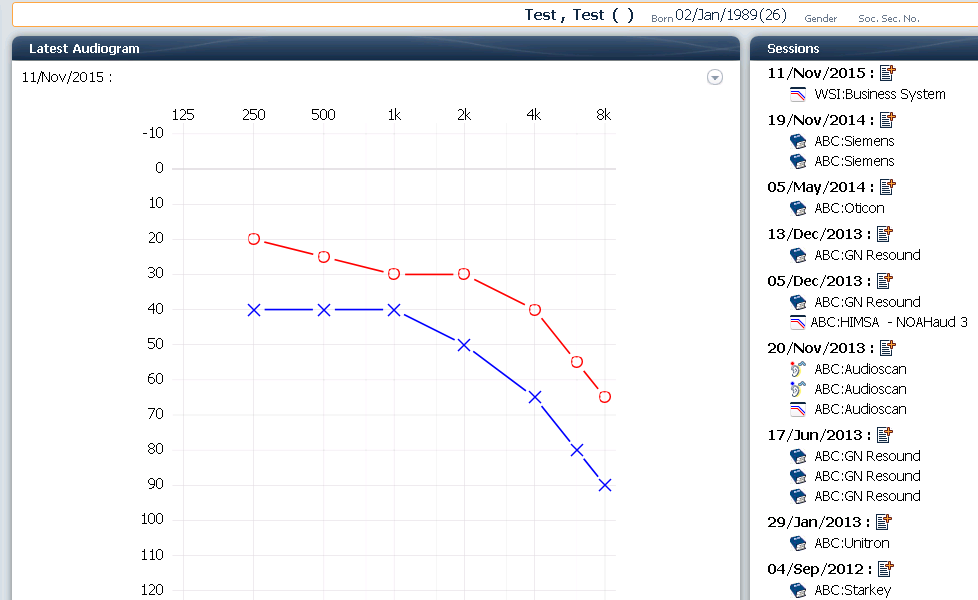 Test , Test ( ) Born 02/Jan/1989(26) Gender Soc. Sec. No.
Latest Audiogram
11/Nov/2015 :
125 250 500 1k 2k 4k 8k
-10
0
10
20
30
40
50
60
70
80
90
100
110
120
Sessions
11/Nov/2015 :
WSI:Business System
19/Nov/2014 :
ABC:Siemens
ABC:Siemens
05/May/2014 :
ABC:Oticon
13/Dec/2013 :
ABC:GN Resound
05/Dec/2013 :
ABC:GN Resound
ABC:HIMSA - NOAHaud 3
20/Nov/2013 :
ABC:Audioscan
ABC:Audioscan
ABC:Audioscan
17/Jun/2013 :
ABC:GN Resound
ABC:GN Resound
ABC:GN Resound
29/Jan/2013 :
ABC:Unitron
04/Sep/2012 :
ABC:Starkey